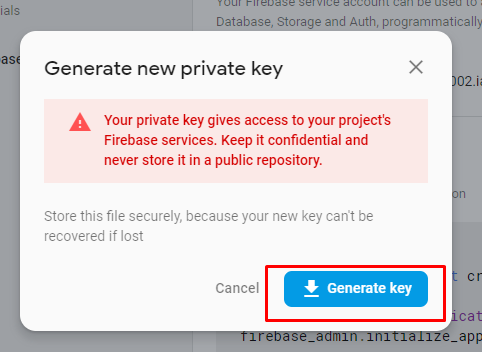 Your Firebase service account can be used to a
ials
Database, Storage and Auth, programmatically
Generate new private key
Your private key gives access to your project's
Firebase services. Keep it confidential and
never store it in a public repository.
002.ia
Store this file securely, because your new key can't be
recovered if lost
on
Cancel
Generate key
t cr
icat
firebase_admin.initialize_app